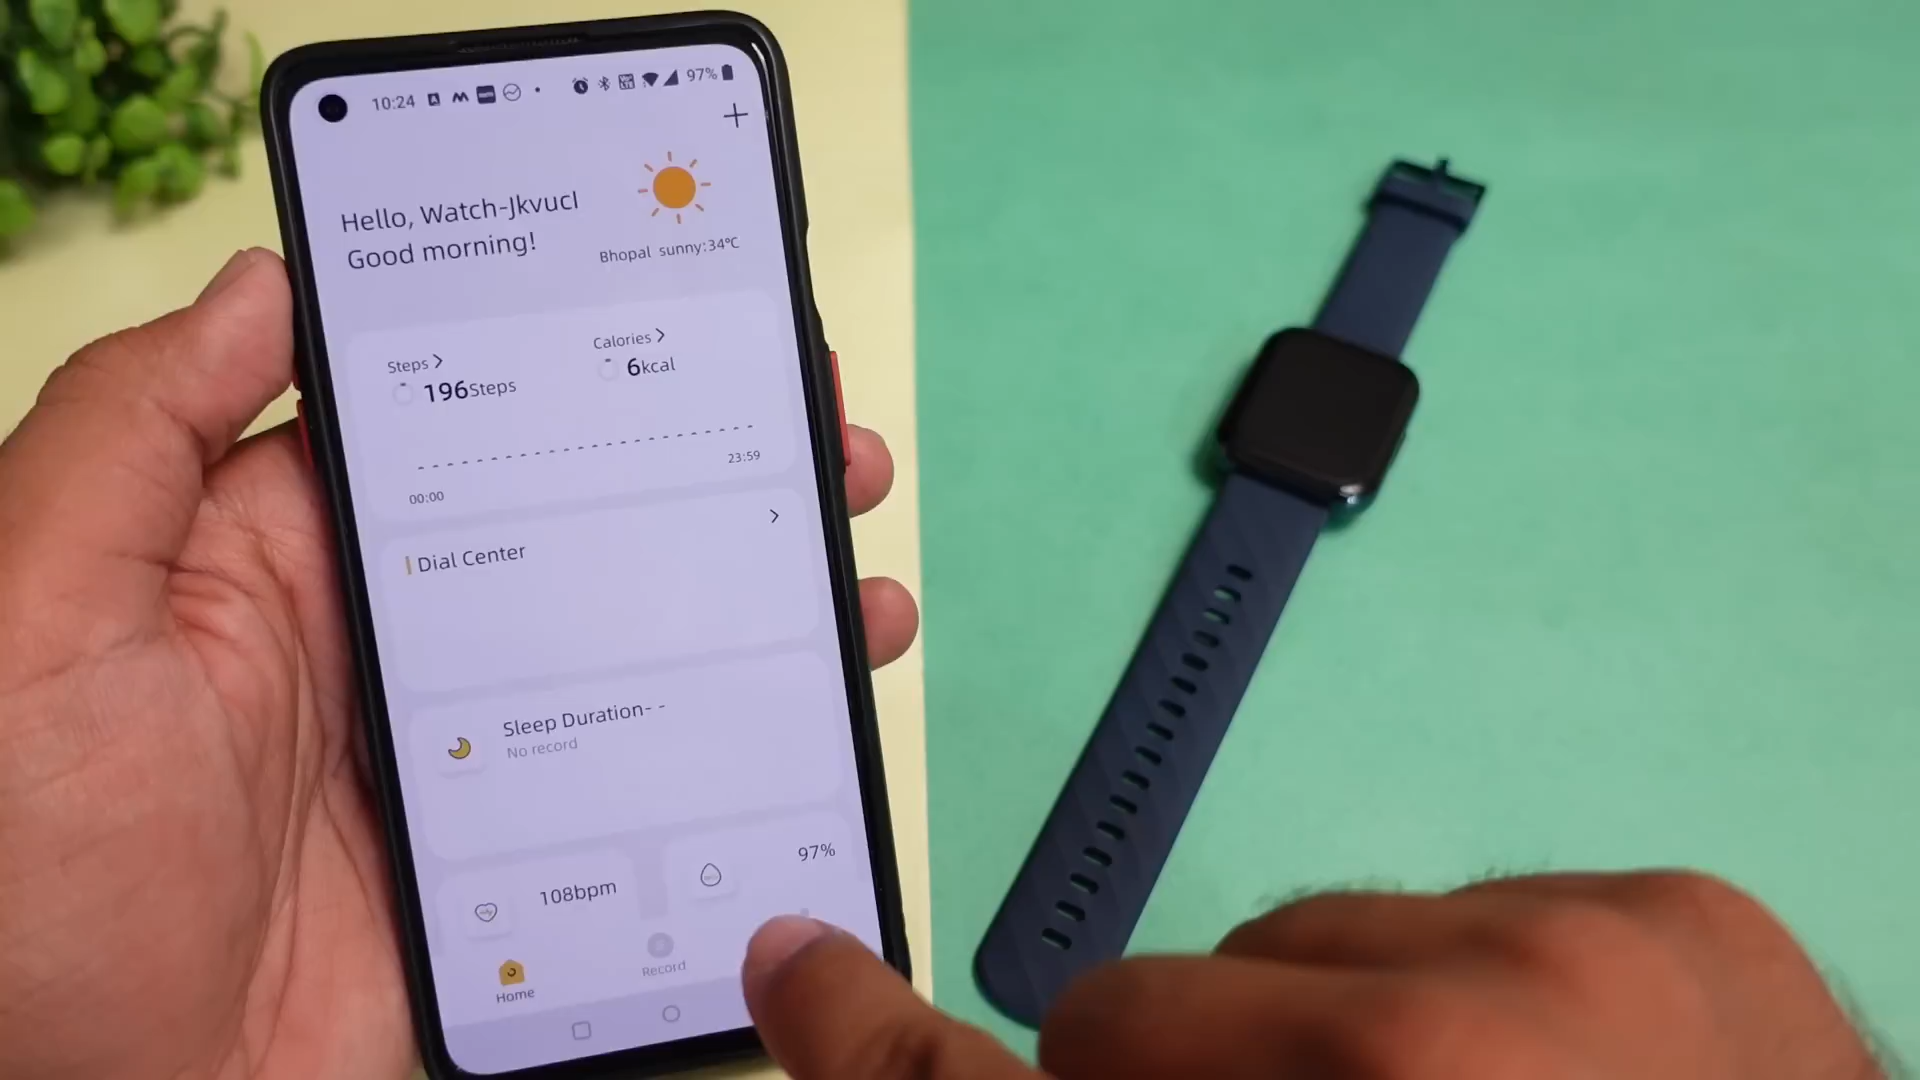 10:24
97%
Hello, Watch-Jkvucl
Good morning!
Bhopal sunny:34°C
Steps
196Steps
Calories
6kcal
00:00
23:59
Dial Center
Sleep Duration- -
No record
108bpm
97%
Home
Record